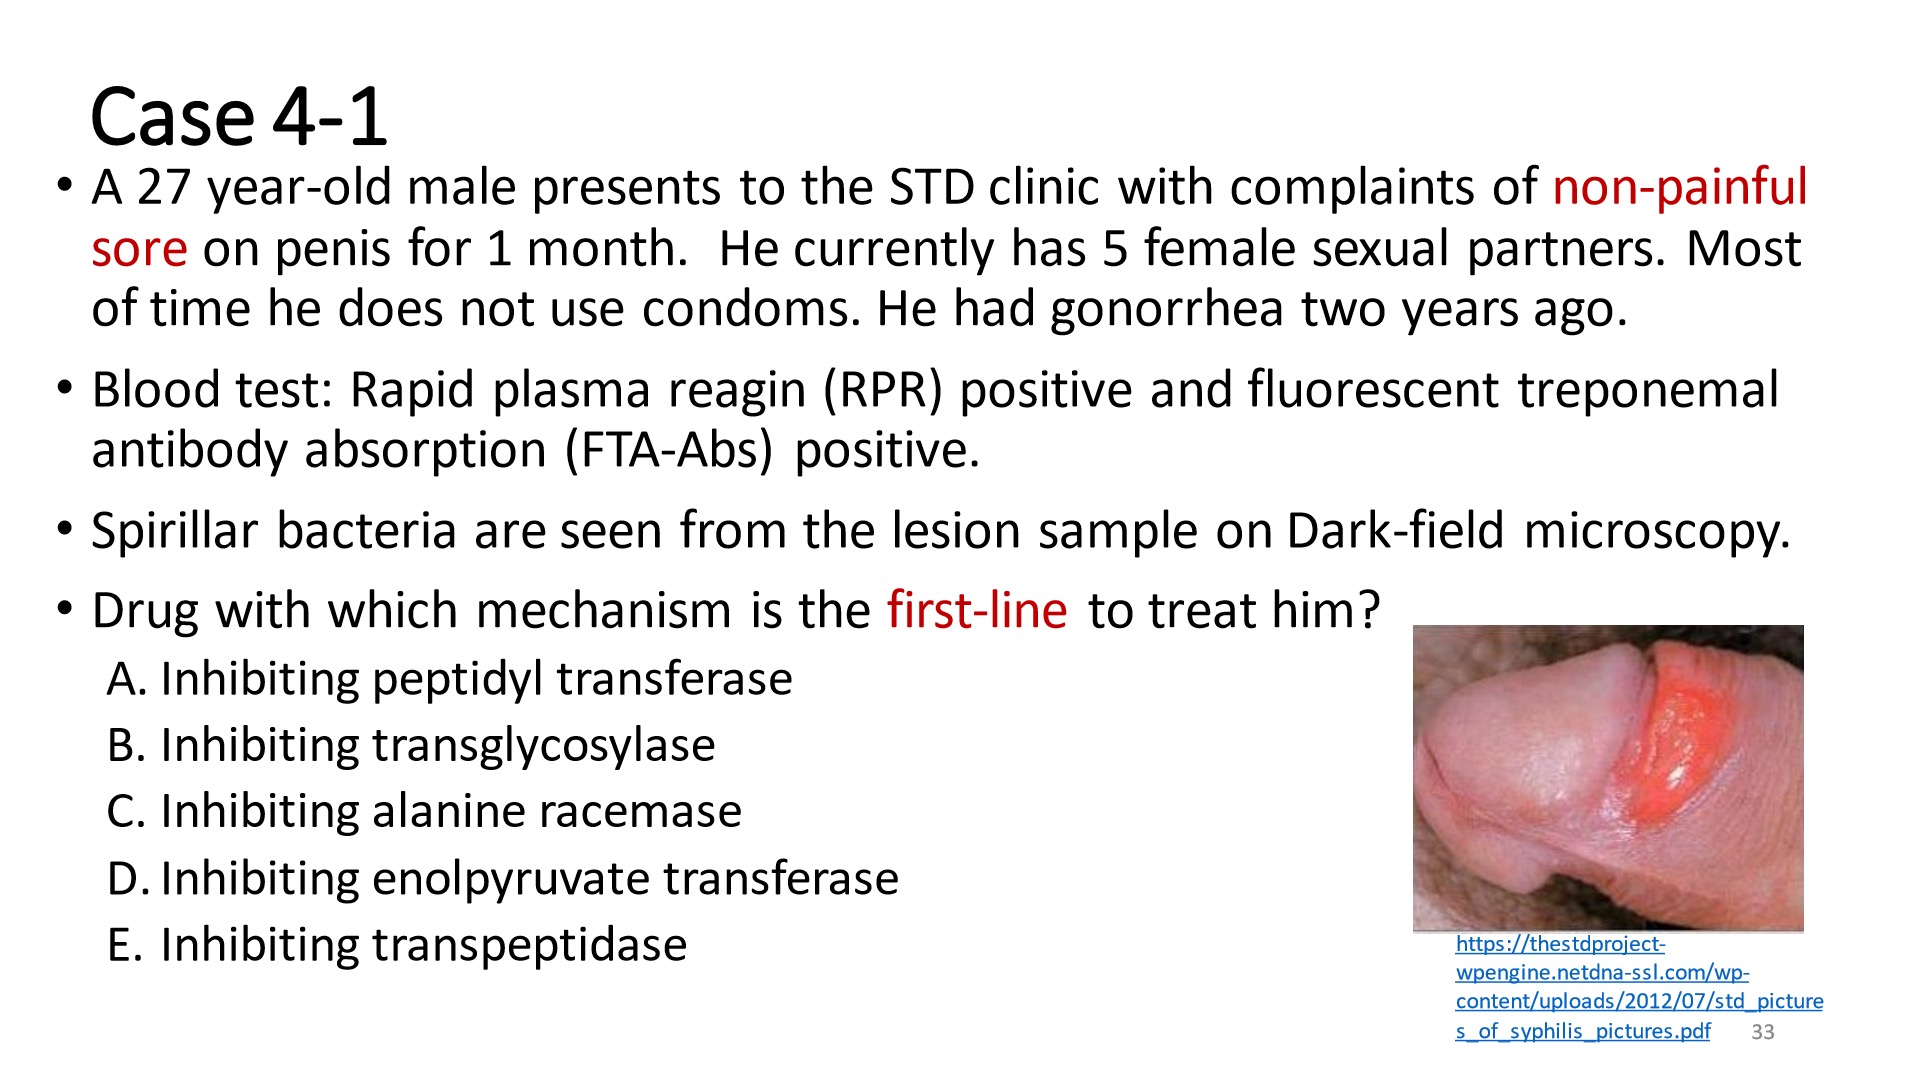 Case 4-1
• A 27 year-old male presents to the STD clinic with complaints of non-painful
sore on penis for 1 month. He currently has 5 female sexual partners. Most
of time he does not use condoms. He had gonorrhea two years ago.
• Blood test: Rapid plasma reagin (RPR) positive and fluorescent treponemal
antibody absorption (FTA-Abs) positive.
• Spirillar bacteria are seen from the lesion sample on Dark-field microscopy.
• Drug with which mechanism is the first-line to treat him?
A. Inhibiting peptidyl transferase
B. Inhibiting transglycosylase
C. Inhibiting alanine racemase
D. Inhibiting enolpyruvate transferase
E. Inhibiting transpeptidase
https://thestdproject-
wpengine.netdna-ssl.com/wp-
content/uploads/2012/07/std_picture
s_of_syphilis_pictures.pdf
33